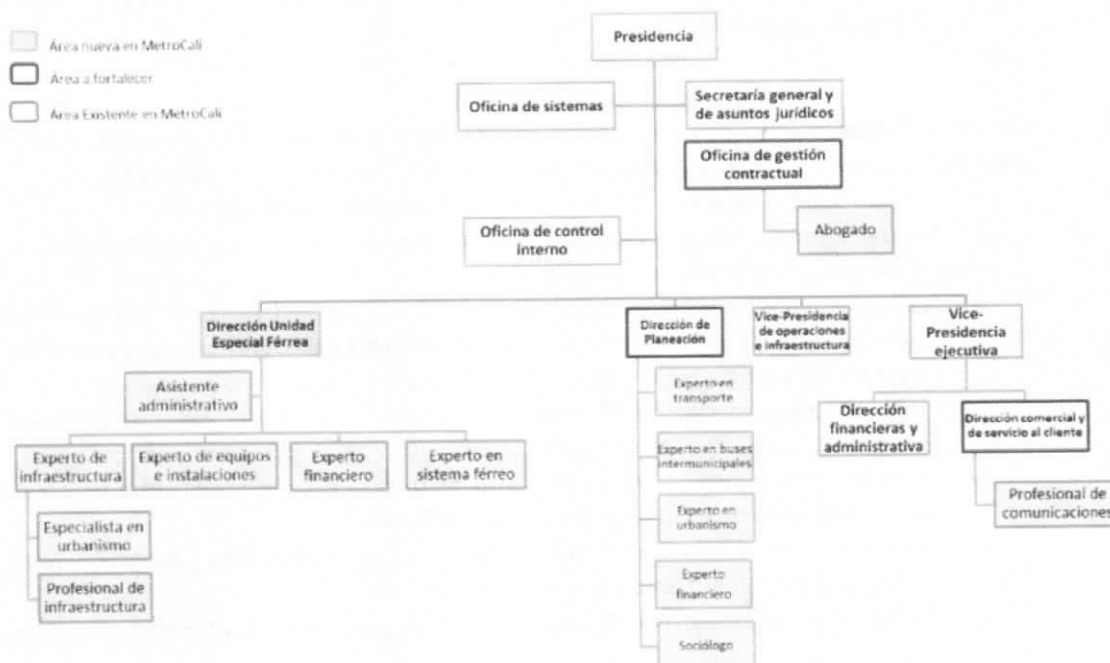 Área nueva en MetroCali
Área a fortalecer
Área Existente en MetroCali
Presidencia
Oficina de sistemas
Secretaría general y
de asuntos jurídicos
Oficina de gestión
contractual
Abogado
Oficina de control
interno
Dirección Unidad
Especial Férrea
Dirección de
Planeación
Vice-Presidencia
de operaciones
e infraestructura
Vice-
Presidencia
ejecutiva
Asistente
administrativo
Experto de
infraestructura
Experto de equipos
e instalaciones
Experto
financiero
Experto en
sistema férreo
Especialista en
urbanismo
Profesional de
infraestructura
Experto en
transporte
Experto en buses
intermunicipales
Experto en
urbanismo
Experto
financiero
Sociólogo
Dirección
financieras y
administrativa
Dirección comercial y
de servicio al cliente
Profesional de
comunicaciones